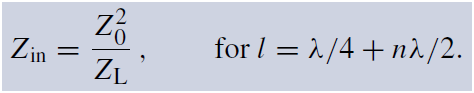 Z_in = Z_0^2 / Z_L , for l = λ/4 + nλ/2.